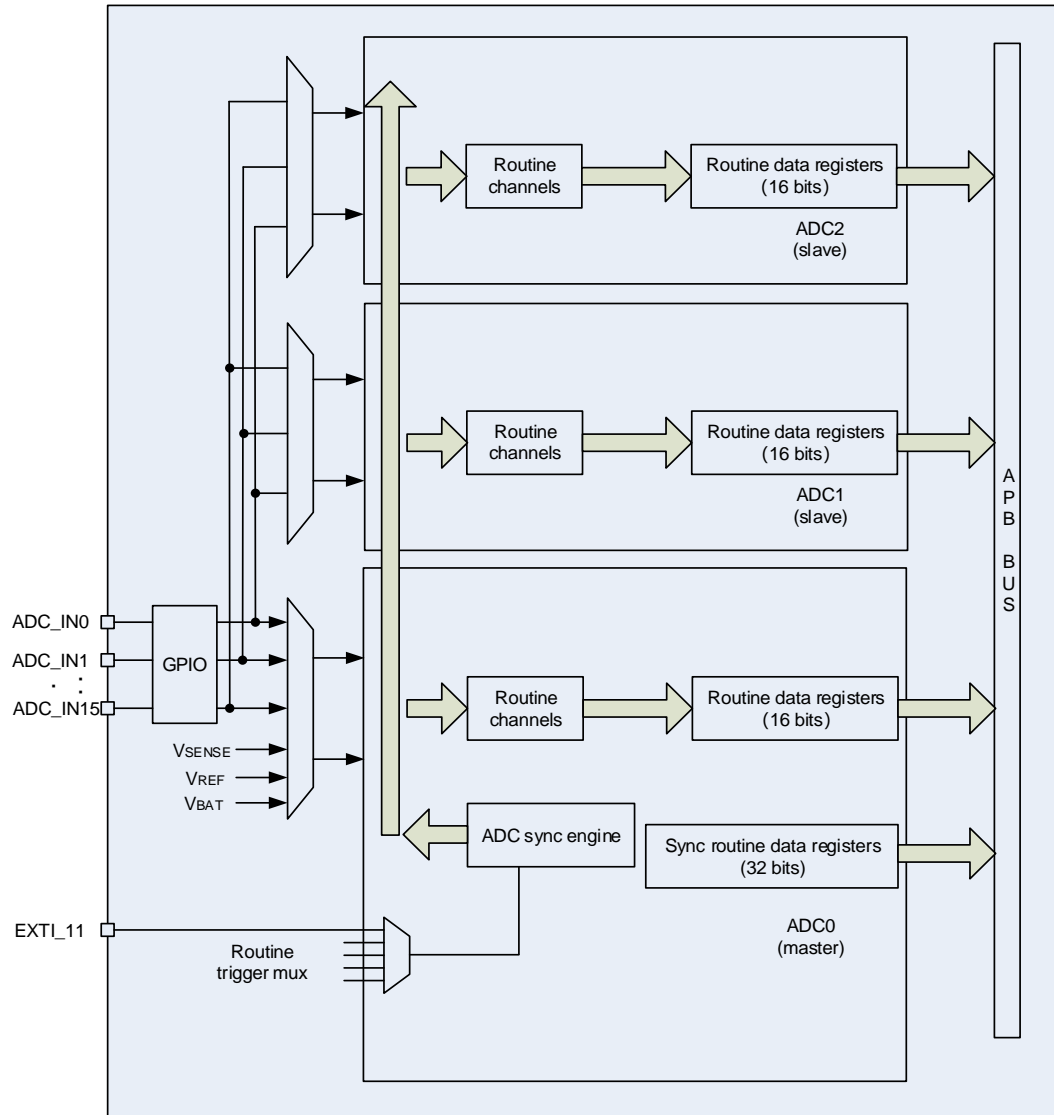 Routine
channels
Routine data registers
(16 bits)
ADC2
(slave)
Routine
channels
Routine data registers
(16 bits)
ADC1
(slave)
A
P
B
B
U
S
ADC_IN0
ADC_IN1
ADC_IN15
GPIO
VSENSE
VREF
VBAT
Routine
channels
Routine data registers
(16 bits)
ADC sync engine
Sync routine data registers
(32 bits)
ADC0
(master)
EXTI_11
Routine
trigger mux